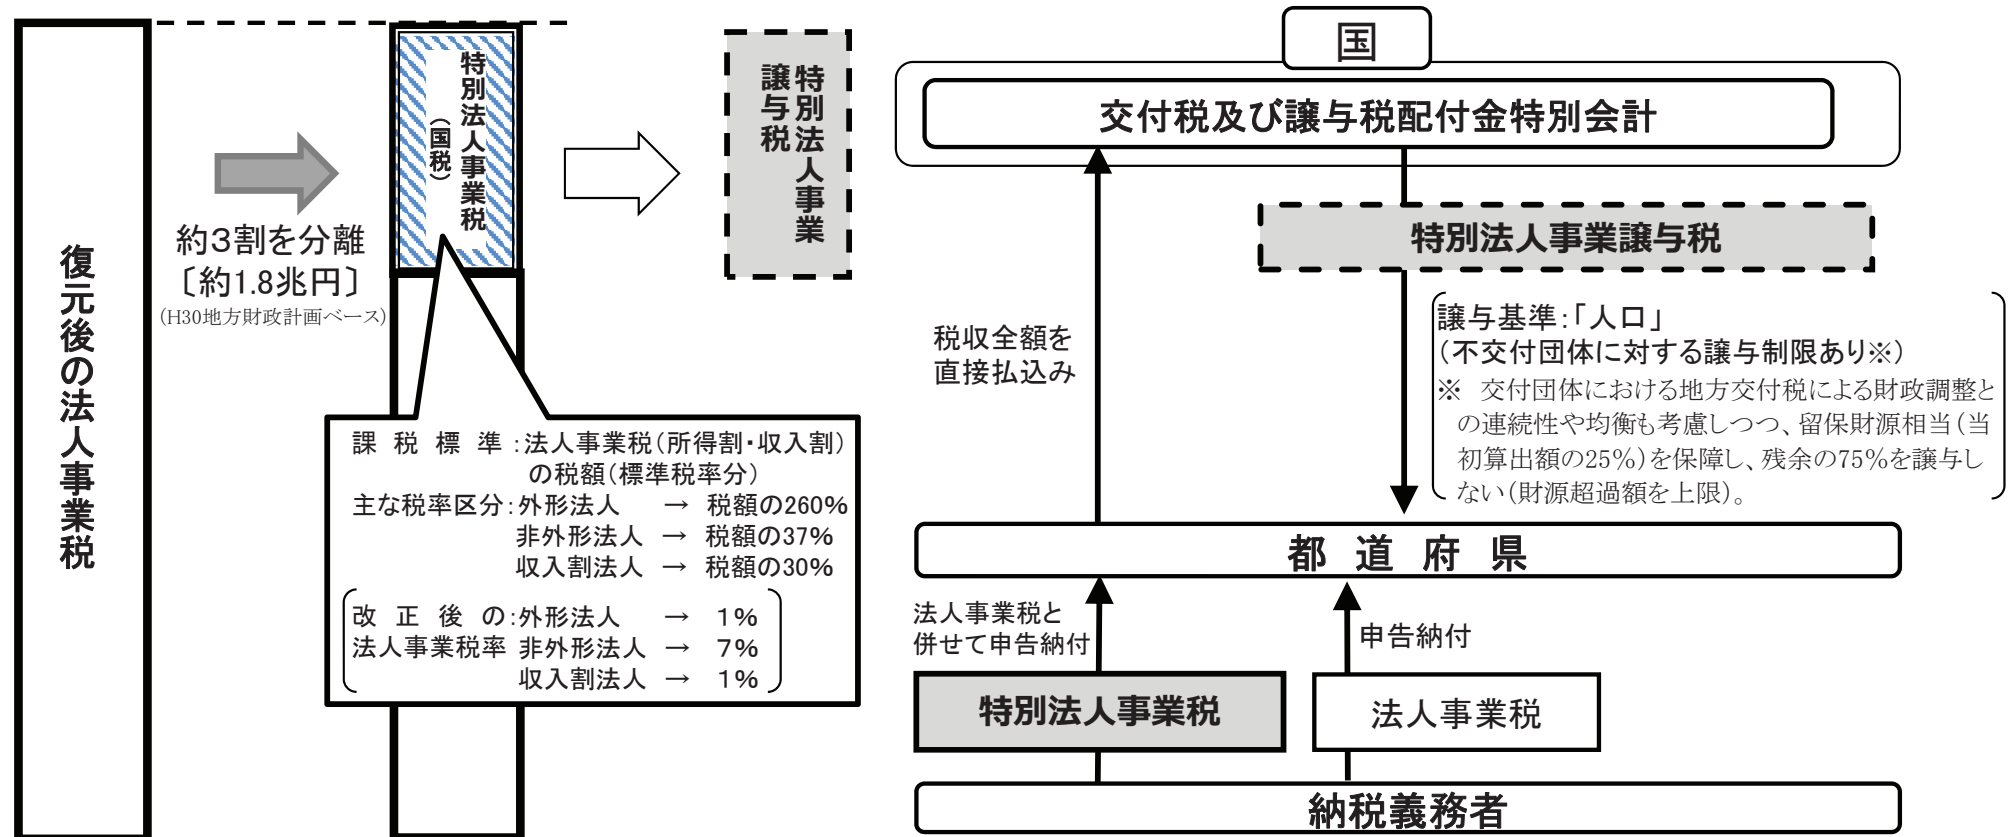 復元後の法人事業税
約3割を分離
〔約1.8兆円〕
(H30地方財政計画ベース)
特別法人事業税
(国税)
特別法人事業
譲与税
課税標準:法人事業税(所得割・収入割)
の税額(標準税率分)
主な税率区分:外形法人 → 税額の260%
非外形法人 → 税額の37%
収入割法人 → 税額の30%
改正後の:外形法人 → 1%
法人事業税率 非外形法人 → 7%
収入割法人 → 1%
国
交付税及び譲与税配付金特別会計
特別法人事業譲与税
税収全額を
直接払込み
譲与基準:「人口」
(不交付団体に対する譲与制限あり※)
※ 交付団体における地方交付税による財政調整と
の連続性や均衡も考慮しつつ、留保財源相当(当
初算出額の25%)を保障し、残余の75%を譲与し
ない(財源超過額を上限)。
都道府県
法人事業税と
併せて申告納付
申告納付
特別法人事業税
法人事業税
納税義務者